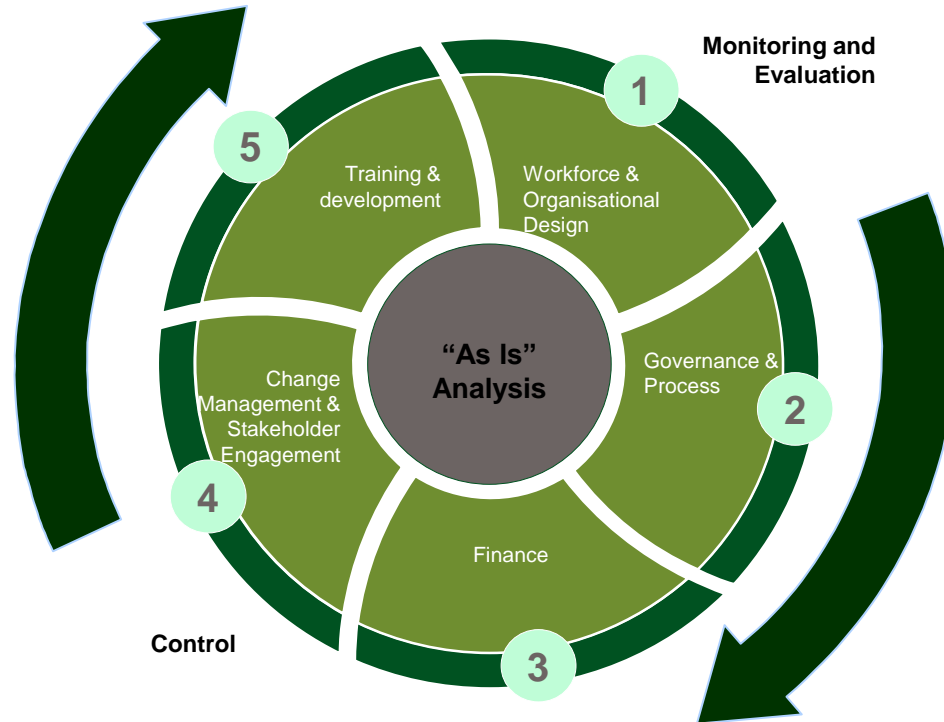 Monitoring and
Evaluation
1
Workforce &
Organisational
Design
Governance &
Process
2
Finance
3
Change
Management &
Stakeholder
Engagement
4
Training &
development
5
“As Is”
Analysis
Control